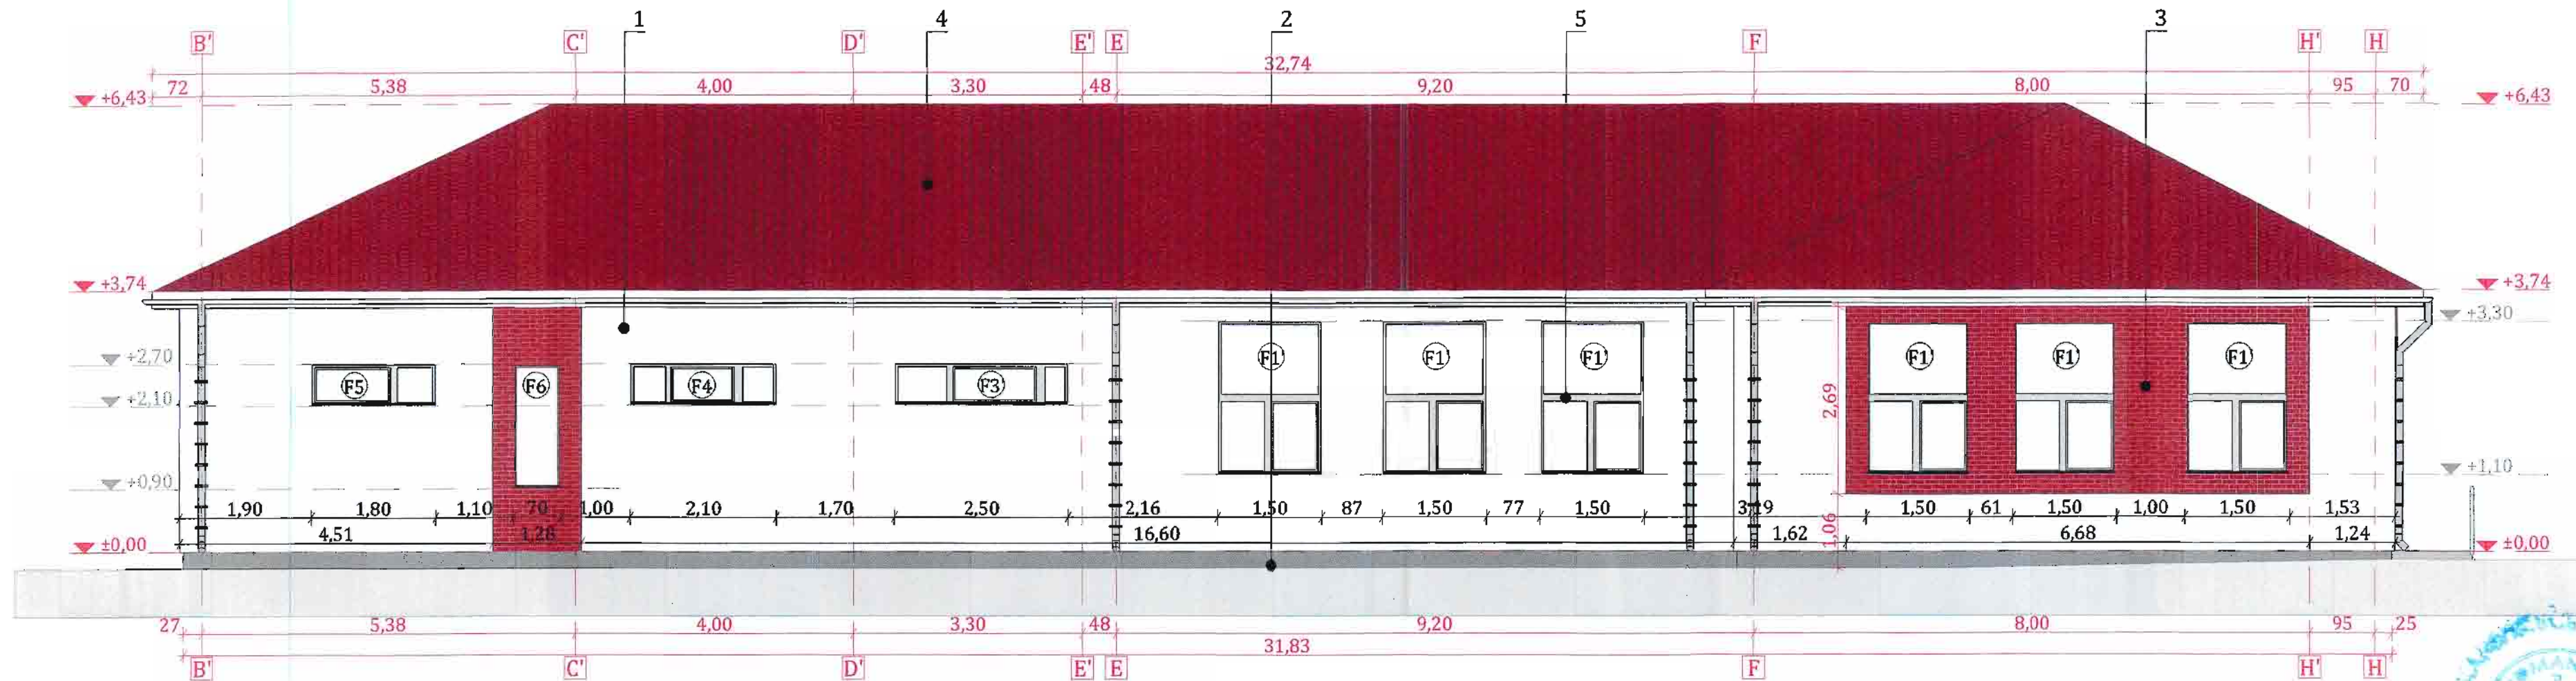 1 4 2 5 3
B' C' D' E' E F H' H
32,74
72 5,38 4,00 3,30 48 9,20 8,00 95 70
+6,43 +6,43
+3,74 +3,74
+3,30
+2,70
F1' F1' F1' F1' F1' F1'
F5 F6 F4 F3
+2,10
2,69
+1,10
+0,90
1,90 1,80 1,10 70 1,00 2,10 1,70 2,50 2,16 1,50 87 1,50 77 1,50 3,19 1,50 61 1,50 1,00 1,50 1,53
4,51 1,28 16,60 1,62 1,06 6,68 1,24
±0,00 ±0,00
27 5,38 4,00 3,30 48 9,20 8,00 95 25
31,83
B' C' D' E' E F H' H